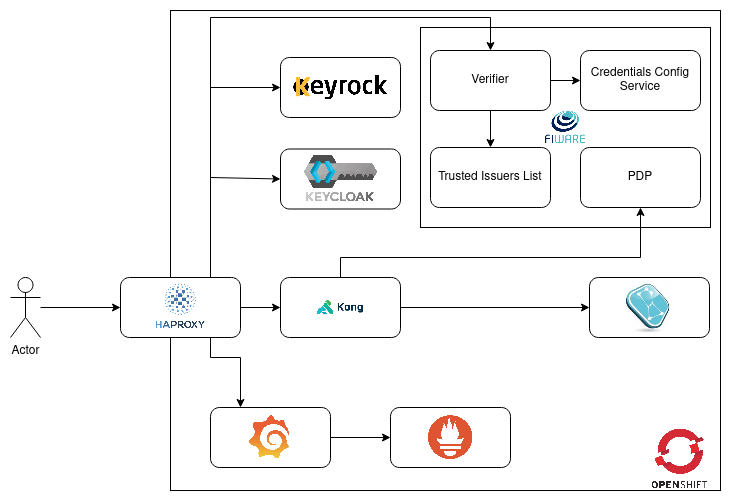 Keyrock
Verifier
Credentials Config
Service
FIWARE
KEYCLOAK
Trusted Issuers List
PDP
HAPROXY
Kong
Actor
OPENSHIFT